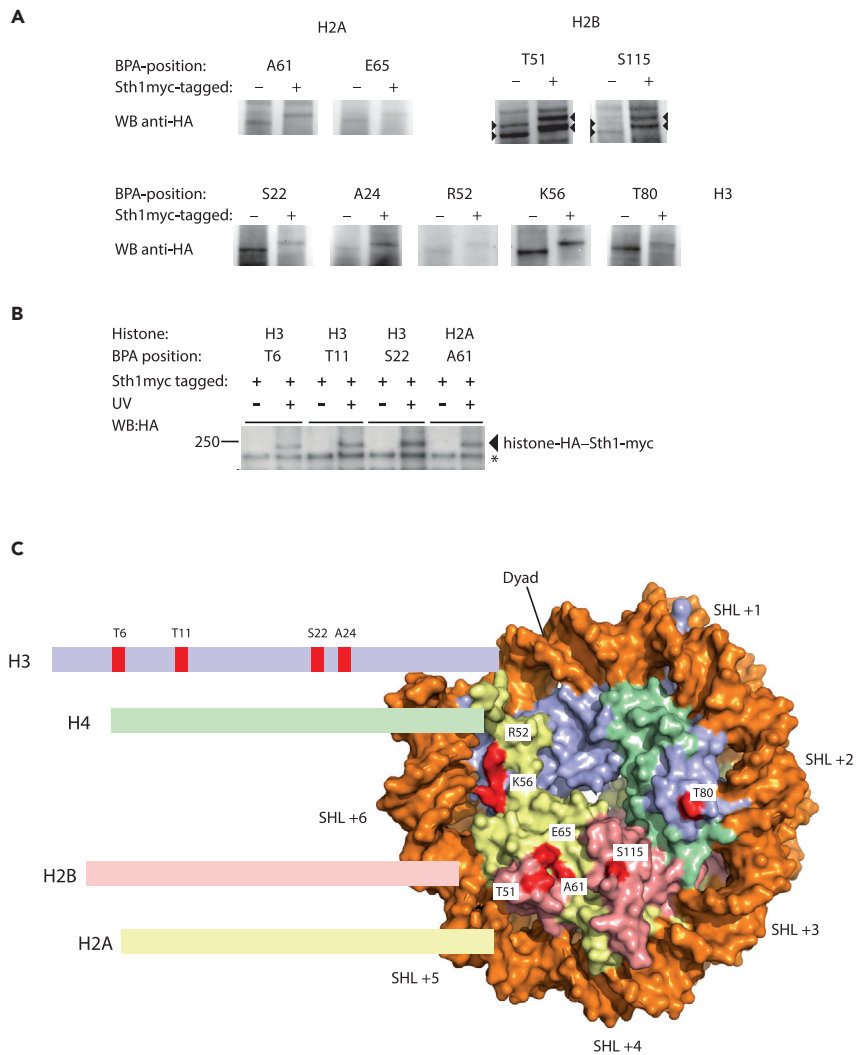 A
H2A H2B
BPA-position: A61 E65 T51 S115
Sth1myc-tagged: – + – + – + – +
WB anti-HA
BPA-position: S22 A24 R52 K56 T80 H3
Sth1myc-tagged: – + – + – + – + – +
WB anti-HA
B
Histone: H3 H3 H3 H2A
BPA position: T6 T11 S22 A61
Sth1myc tagged: + + + + + + + +
UV - + - + - + - +
WB:HA
250
histone-HA–Sth1-myc
*
C
Dyad
SHL +1
T6 T11 S22 A24
H3
H4
R52
SHL +2
K56
T80
SHL +6
E65
S115
H2B
T51
A61
SHL +3
H2A
SHL +5
SHL +4